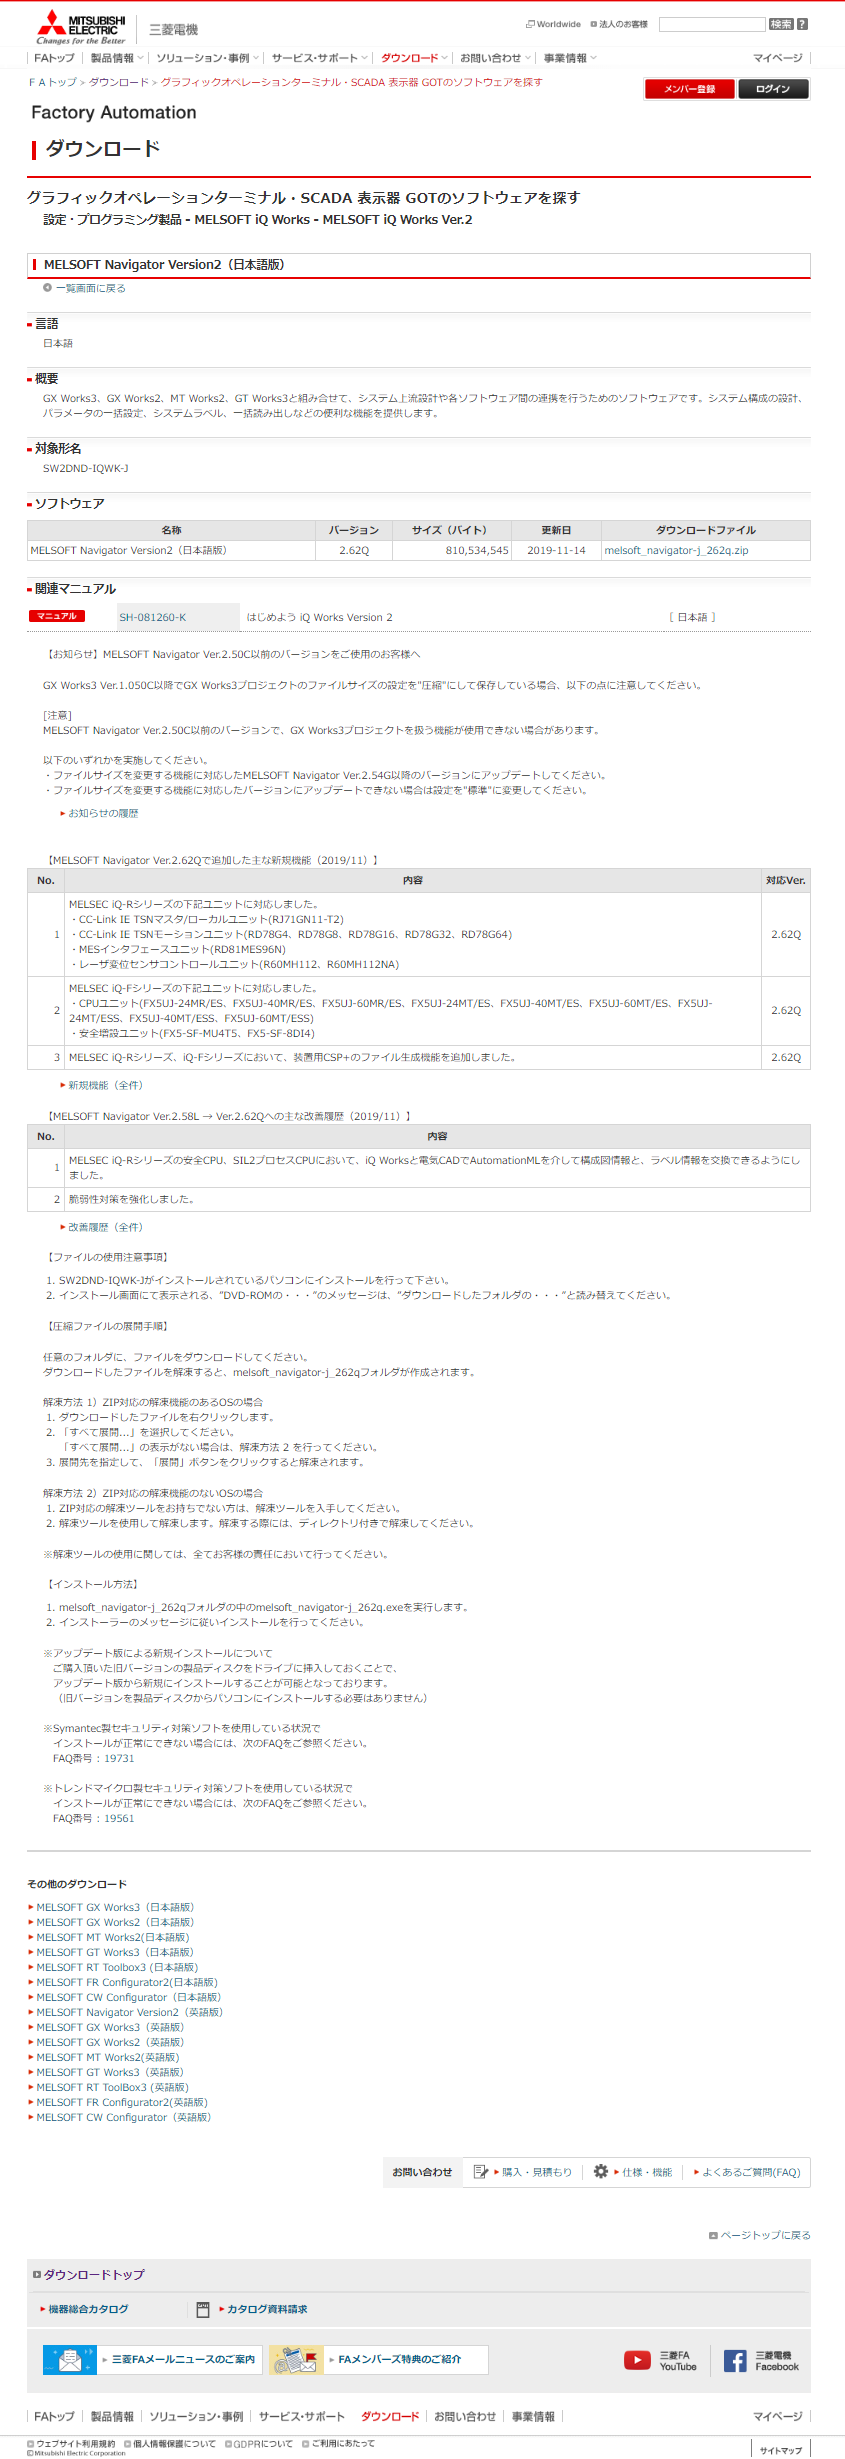 MITSUBISHI ELECTRIC
Changes for the Better
三菱電機
Worldwide 法人のお客様 検索 ?
FAトップ 製品情報 ソリューション・事例 サービス・サポート ダウンロード お問い合わせ 事業情報 マイページ
FAトップ > ダウンロード > グラフィックオペレーションターミナル・SCADA 表示器 GOTのソフトウェアを探す
メンバー登録 ログイン
Factory Automation
ダウンロード
グラフィックオペレーションターミナル・SCADA 表示器 GOTのソフトウェアを探す
設定・プログラミング製品 - MELSOFT iQ Works - MELSOFT iQ Works Ver.2
MELSOFT Navigator Version2（日本語版）
一覧画面に戻る
言語
日本語
概要
GX Works3、GX Works2、MT Works2、GT Works3と組み合せて、システム上流設計や各ソフトウェア間の連携を行うためのソフトウェアです。システム構成の設計、
パラメータの一括設定、システムラベル、一括読み出しなどの便利な機能を提供します。
対象形名
SW2DND-IQWK-J
ソフトウェア
名称 バージョン サイズ（バイト） 更新日 ダウンロードファイル
MELSOFT Navigator Version2（日本語版） 2.62Q 810,534,545 2019-11-14 melsoft_navigator-j_262q.zip
関連マニュアル
マニュアル SH-081260-K はじめよう iQ Works Version 2 [ 日本語 ]
【お知らせ】MELSOFT Navigator Ver.2.50C以前のバージョンをご使用のお客様へ
GX Works3 Ver.1.050C以降でGX Works3プロジェクトのファイルサイズの設定を"圧縮"にして保存している場合、以下の点に注意してください。
[注意]
MELSOFT Navigator Ver.2.50C以前のバージョンで、GX Works3プロジェクトを扱う機能が使用できない場合があります。
以下のいずれかを実施してください。
・ファイルサイズを変更する機能に対応したMELSOFT Navigator Ver.2.54G以降のバージョンにアップデートしてください。
・ファイルサイズを変更する機能に対応したバージョンにアップデートできない場合は設定を"標準"に変更してください。
お知らせの履歴
【MELSOFT Navigator Ver.2.62Qで追加した主な新規機能（2019/11）】
No. 内容 対応Ver.
MELSEC iQ-Rシリーズの下記ユニットに対応しました。
・CC-Link IE TSNマスタ/ローカルユニット(RJ71GN11-T2)
1 ・CC-Link IE TSNモーションユニット(RD78G4、RD78G8、RD78G16、RD78G32、RD78G64) 2.62Q
・MESインタフェースユニット(RD81MES96N)
・レーザ変位センサコントロールユニット(R60MH112、R60MH112NA)
MELSEC iQ-Fシリーズの下記ユニットに対応しました。
・CPUユニット(FX5UJ-24MR/ES、FX5UJ-40MR/ES、FX5UJ-60MR/ES、FX5UJ-24MT/ES、FX5UJ-40MT/ES、FX5UJ-60MT/ES、FX5UJ-
2 24MT/ESS、FX5UJ-40MT/ESS、FX5UJ-60MT/ESS) 2.62Q
・安全増設ユニット(FX5-SF-MU4T5、FX5-SF-8DI4)
3 MELSEC iQ-Rシリーズ、iQ-Fシリーズにおいて、装置用CSP+のファイル生成機能を追加しました。 2.62Q
新規機能（全件）
【MELSOFT Navigator Ver.2.58L → Ver.2.62Qへの主な改善履歴（2019/11）】
No. 内容
1 MELSEC iQ-Rシリーズの安全CPU、SIL2プロセスCPUにおいて、iQ Worksと電気CADでAutomationMLを介して構成図情報と、ラベル情報を交換できるようにし
ました。
2 脆弱性対策を強化しました。
改善履歴（全件）
【ファイルの使用注意事項】
1. SW2DND-IQWK-Jがインストールされているパソコンにインストールを行って下さい。
2. インストール画面にて表示される、"DVD-ROMの・・・"のメッセージは、"ダウンロードしたフォルダの・・・"と読み替えてください。
【圧縮ファイルの展開手順】
任意のフォルダに、ファイルをダウンロードしてください。
ダウンロードしたファイルを解凍すると、melsoft_navigator-j_262qフォルダが作成されます。
解凍方法 1）ZIP対応の解凍機能のあるOSの場合
1. ダウンロードしたファイルを右クリックします。
2. 「すべて展開...」を選択してください。
「すべて展開...」の表示がない場合は、解凍方法 2 を行ってください。
3. 展開先を指定して、「展開」ボタンをクリックすると解凍されます。
解凍方法 2）ZIP対応の解凍機能のないOSの場合
1. ZIP対応の解凍ツールをお持ちでない方は、解凍ツールを入手してください。
2. 解凍ツールを使用して解凍します。解凍する際には、ディレクトリ付きで解凍してください。
※解凍ツールの使用に関しては、全てお客様の責任において行ってください。
【インストール方法】
1. melsoft_navigator-j_262qフォルダの中のmelsoft_navigator-j_262q.exeを実行します。
2. インストーラーのメッセージに従いインストールを行ってください。
※アップデート版による新規インストールについて
ご購入頂いた旧バージョンの製品ディスクをドライブに挿入しておくことで、
アップデート版から新規にインストールすることが可能となっております。
（旧バージョンを製品ディスクからパソコンにインストールする必要はありません）
※Symantec製セキュリティ対策ソフトを使用している状況で
インストールが正常にできない場合には、次のFAQをご参照ください。
FAQ番号 : 19731
※トレンドマイクロ製セキュリティ対策ソフトを使用している状況で
インストールが正常にできない場合には、次のFAQをご参照ください。
FAQ番号 : 19561
その他のダウンロード
MELSOFT GX Works3（日本語版）
MELSOFT GX Works2（日本語版）
MELSOFT MT Works2(日本語版)
MELSOFT GT Works3（日本語版）
MELSOFT RT Toolbox3 (日本語版)
MELSOFT FR Configurator2(日本語版)
MELSOFT CW Configurator（日本語版）
MELSOFT Navigator Version2（英語版）
MELSOFT GX Works3（英語版）
MELSOFT GX Works2（英語版）
MELSOFT MT Works2(英語版)
MELSOFT GT Works3（英語版）
MELSOFT RT ToolBox3 (英語版)
MELSOFT FR Configurator2(英語版)
MELSOFT CW Configurator（英語版）
お問い合わせ 購入・見積もり 仕様・機能 よくあるご質問(FAQ)
ページトップに戻る
ダウンロードトップ
機器総合カタログ カタログ資料請求
三菱FAメールニュースのご案内 FAメンバーズ特典のご紹介 三菱FA YouTube 三菱電機 Facebook
FAトップ 製品情報 ソリューション・事例 サービス・サポート ダウンロード お問い合わせ 事業情報 マイページ
ウェブサイト利用規約 個人情報保護について GDPRについて ご利用にあたって
© Mitsubishi Electric Corporation サイトマップ